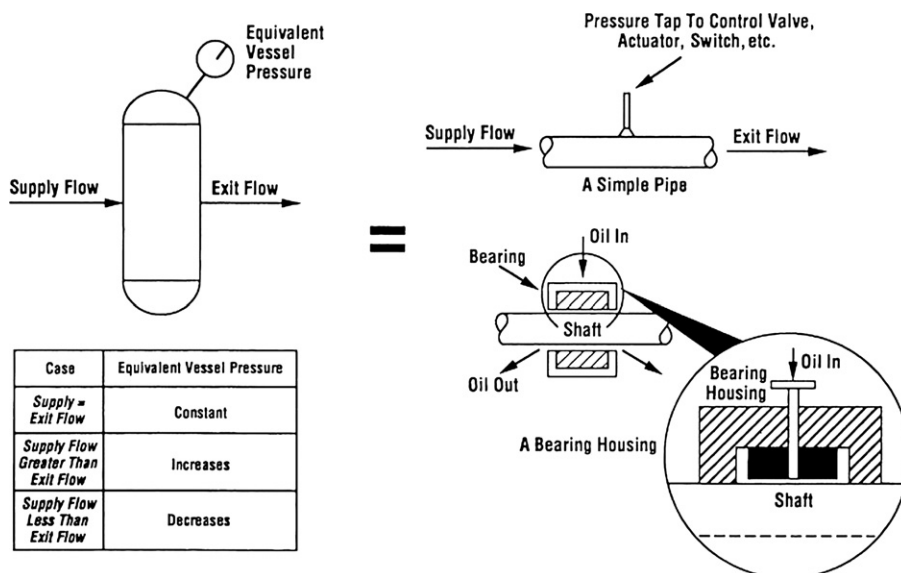 Equivalent
Vessel
Pressure
Supply Flow
Exit Flow
=
Pressure Tap To Control Valve,
Actuator, Switch, etc.
Supply Flow
Exit Flow
A Simple Pipe
Oil In
Bearing
Shaft
Oil Out
A Bearing Housing
Oil In
Bearing
Housing
Shaft
Case
Equivalent Vessel Pressure
Supply =
Exit Flow
Constant
Supply Flow
Greater Than
Exit Flow
Increases
Supply Flow
Less Than
Exit Flow
Decreases